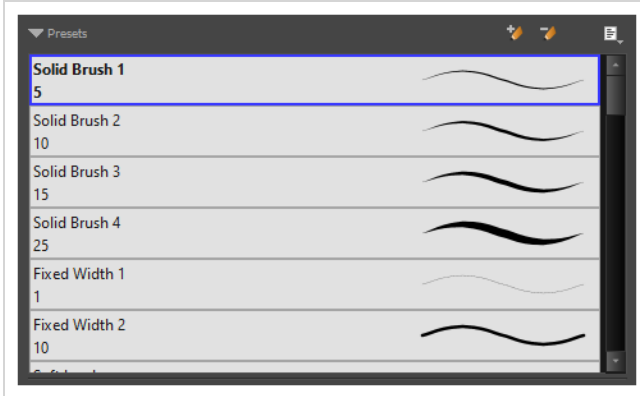 Presets
Solid Brush 1
5
Solid Brush 2
10
Solid Brush 3
15
Solid Brush 4
25
Fixed Width 1
1
Fixed Width 2
10